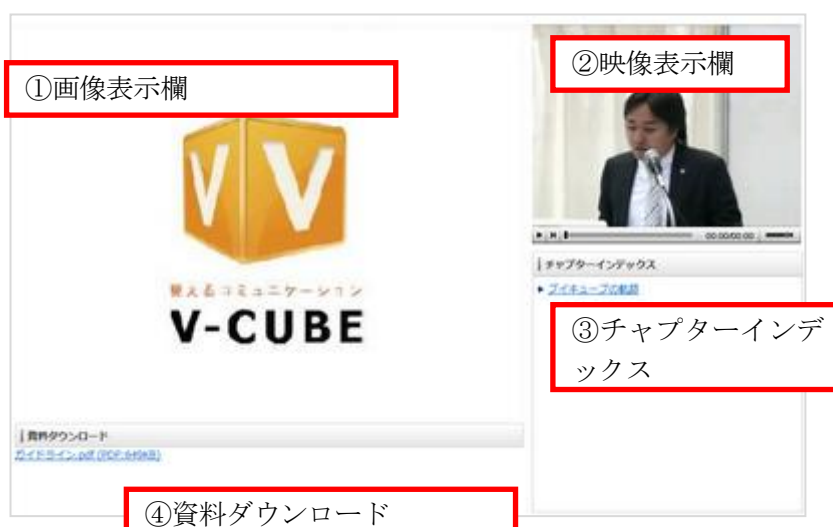 ①画像表示欄
②映像表示欄
V V
見えるコミュニケーション
V-CUBE
00:00/00:00
チャプターインデックス
ブイキューブの軌跡
③チャプターインデ
ックス
資料ダウンロード
ガイドライン.pdf (PDF:649KB)
④資料ダウンロード